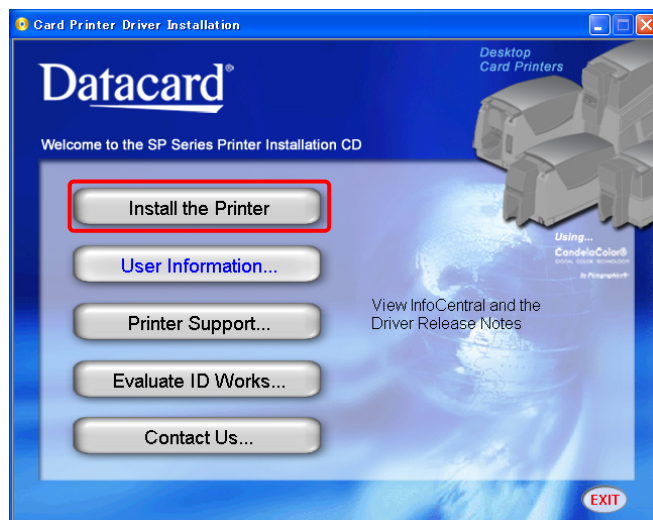 Card Printer Driver Installation
Desktop
Card Printers
Datacard®
Welcome to the SP Series Printer Installation CD
Install the Printer
Using...
CondelaColor®
User Information...
View InfoCentral and the
Driver Release Notes
Printer Support...
Evaluate ID Works...
Contact Us...
EXIT